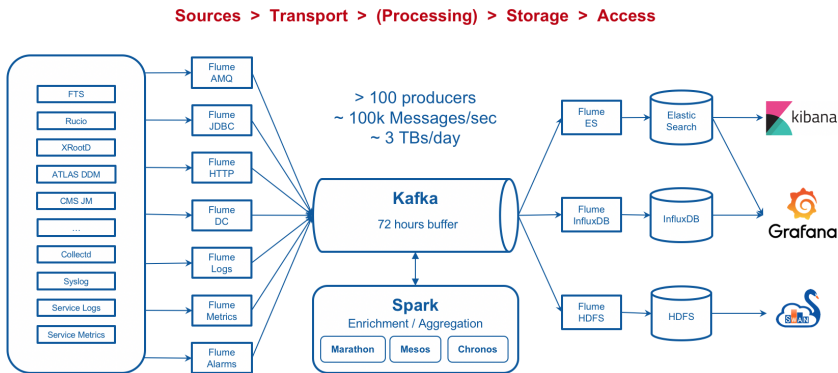 Sources > Transport > (Processing) > Storage > Access
FTS
Rucio
XRootD
ATLAS DDM
CMS JM
...
Collectd
Syslog
Service Logs
Service Metrics
Flume
AMQ
Flume
JDBC
Flume
HTTP
Flume
DC
Flume
Logs
Flume
Metrics
Flume
Alarms
> 100 producers
~ 100k Messages/sec
~ 3 TBs/day
Kafka
72 hours buffer
Spark
Enrichment / Aggregation
Marathon
Mesos
Chronos
Flume
ES
Flume
InfluxDB
Flume
HDFS
Elastic
Search
InfluxDB
HDFS
kibana
Grafana
SWAN